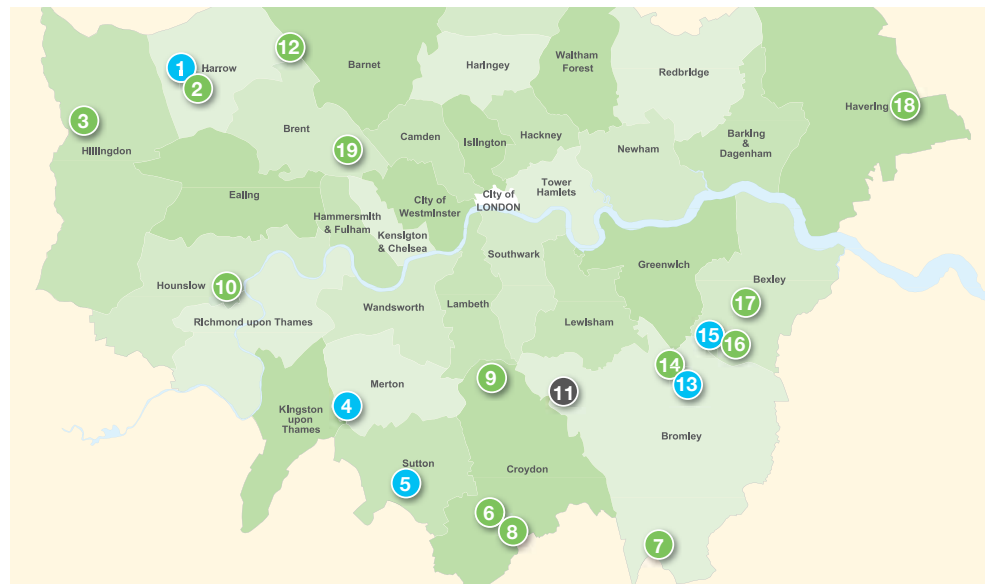 12
1
Harrow
2
Barnet
Haringey
Waltham
Forest
Redbridge
3
Hillingdon
Brent
19
Camden
Islington
Hackney
Newham
Barking
&
Dagenham
Havering
18
Ealing
Hammersmith
& Fulham
Kensigton
& Chelsea
City of
Westminster
City of
LONDON
Tower
Hamlets
Southwark
Greenwich
Bexley
Hounslow
10
Richmond upon Thames
Wandsworth
Lambeth
Lewisham
17
15
16
14
13
9
11
Merton
4
Kingston
upon
Thames
Bromley
Sutton
5
Croydon
6
8
7